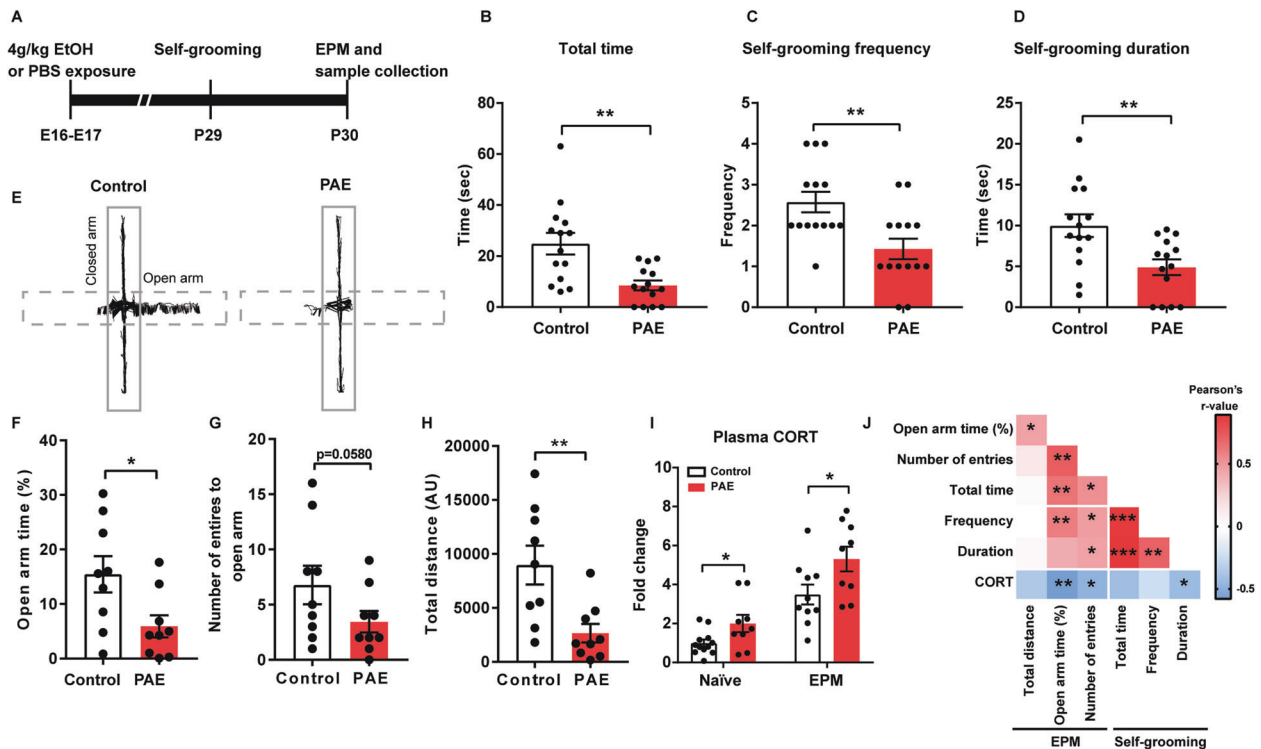 A
4g/kg EtOH
or PBS exposure
Self-grooming
EPM and
sample collection
E16-E17
P29
P30
B
Total time
Time (sec)
80
60
40
20
0
**
Control
PAE
C
Self-grooming frequency
Frequency
5
4
3
2
1
0
**
Control
PAE
D
Self-grooming duration
Time (sec)
25
20
15
10
5
0
**
Control
PAE
E
Control
PAE
Closed arm
Open arm
F
Open arm time (%)
40
30
20
10
0
*
Control
PAE
G
Number of entires to
open arm
20
15
10
5
0
p=0.0580
Control
PAE
H
Total distance (AU)
20000
15000
10000
5000
0
**
Control
PAE
I
Plasma CORT
Control
PAE
Fold change
10
8
6
4
2
0
*
*
Naïve
EPM
J
Pearson's
r-value
0.5
0
-0.5
Open arm time (%) *
Number of entries **
Total time ** *
Frequency ** * ***
Duration * *** **
CORT ** * *
Total distance
Open arm time (%)
Number of entries
Total time
Frequency
Duration
EPM
Self-grooming